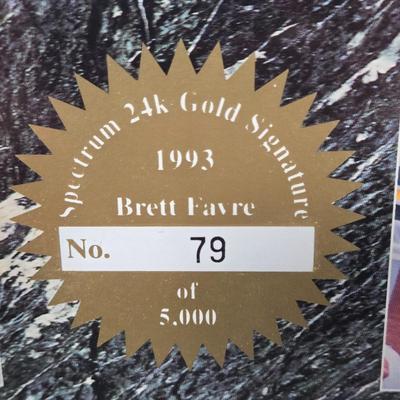 Spectrum 24k Gold Signature
1993
Brett Favre
No. 79
of
5,000